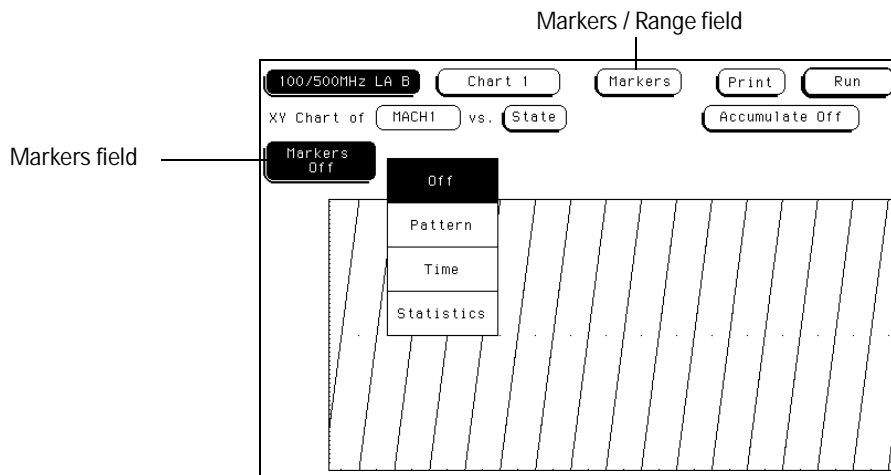 Markers / Range field
100/500MHz LA B Chart 1 Markers Print Run
XY Chart of MACH1 vs. State Accumulate Off
Markers field
Markers
Off
Off
Pattern
Time
Statistics